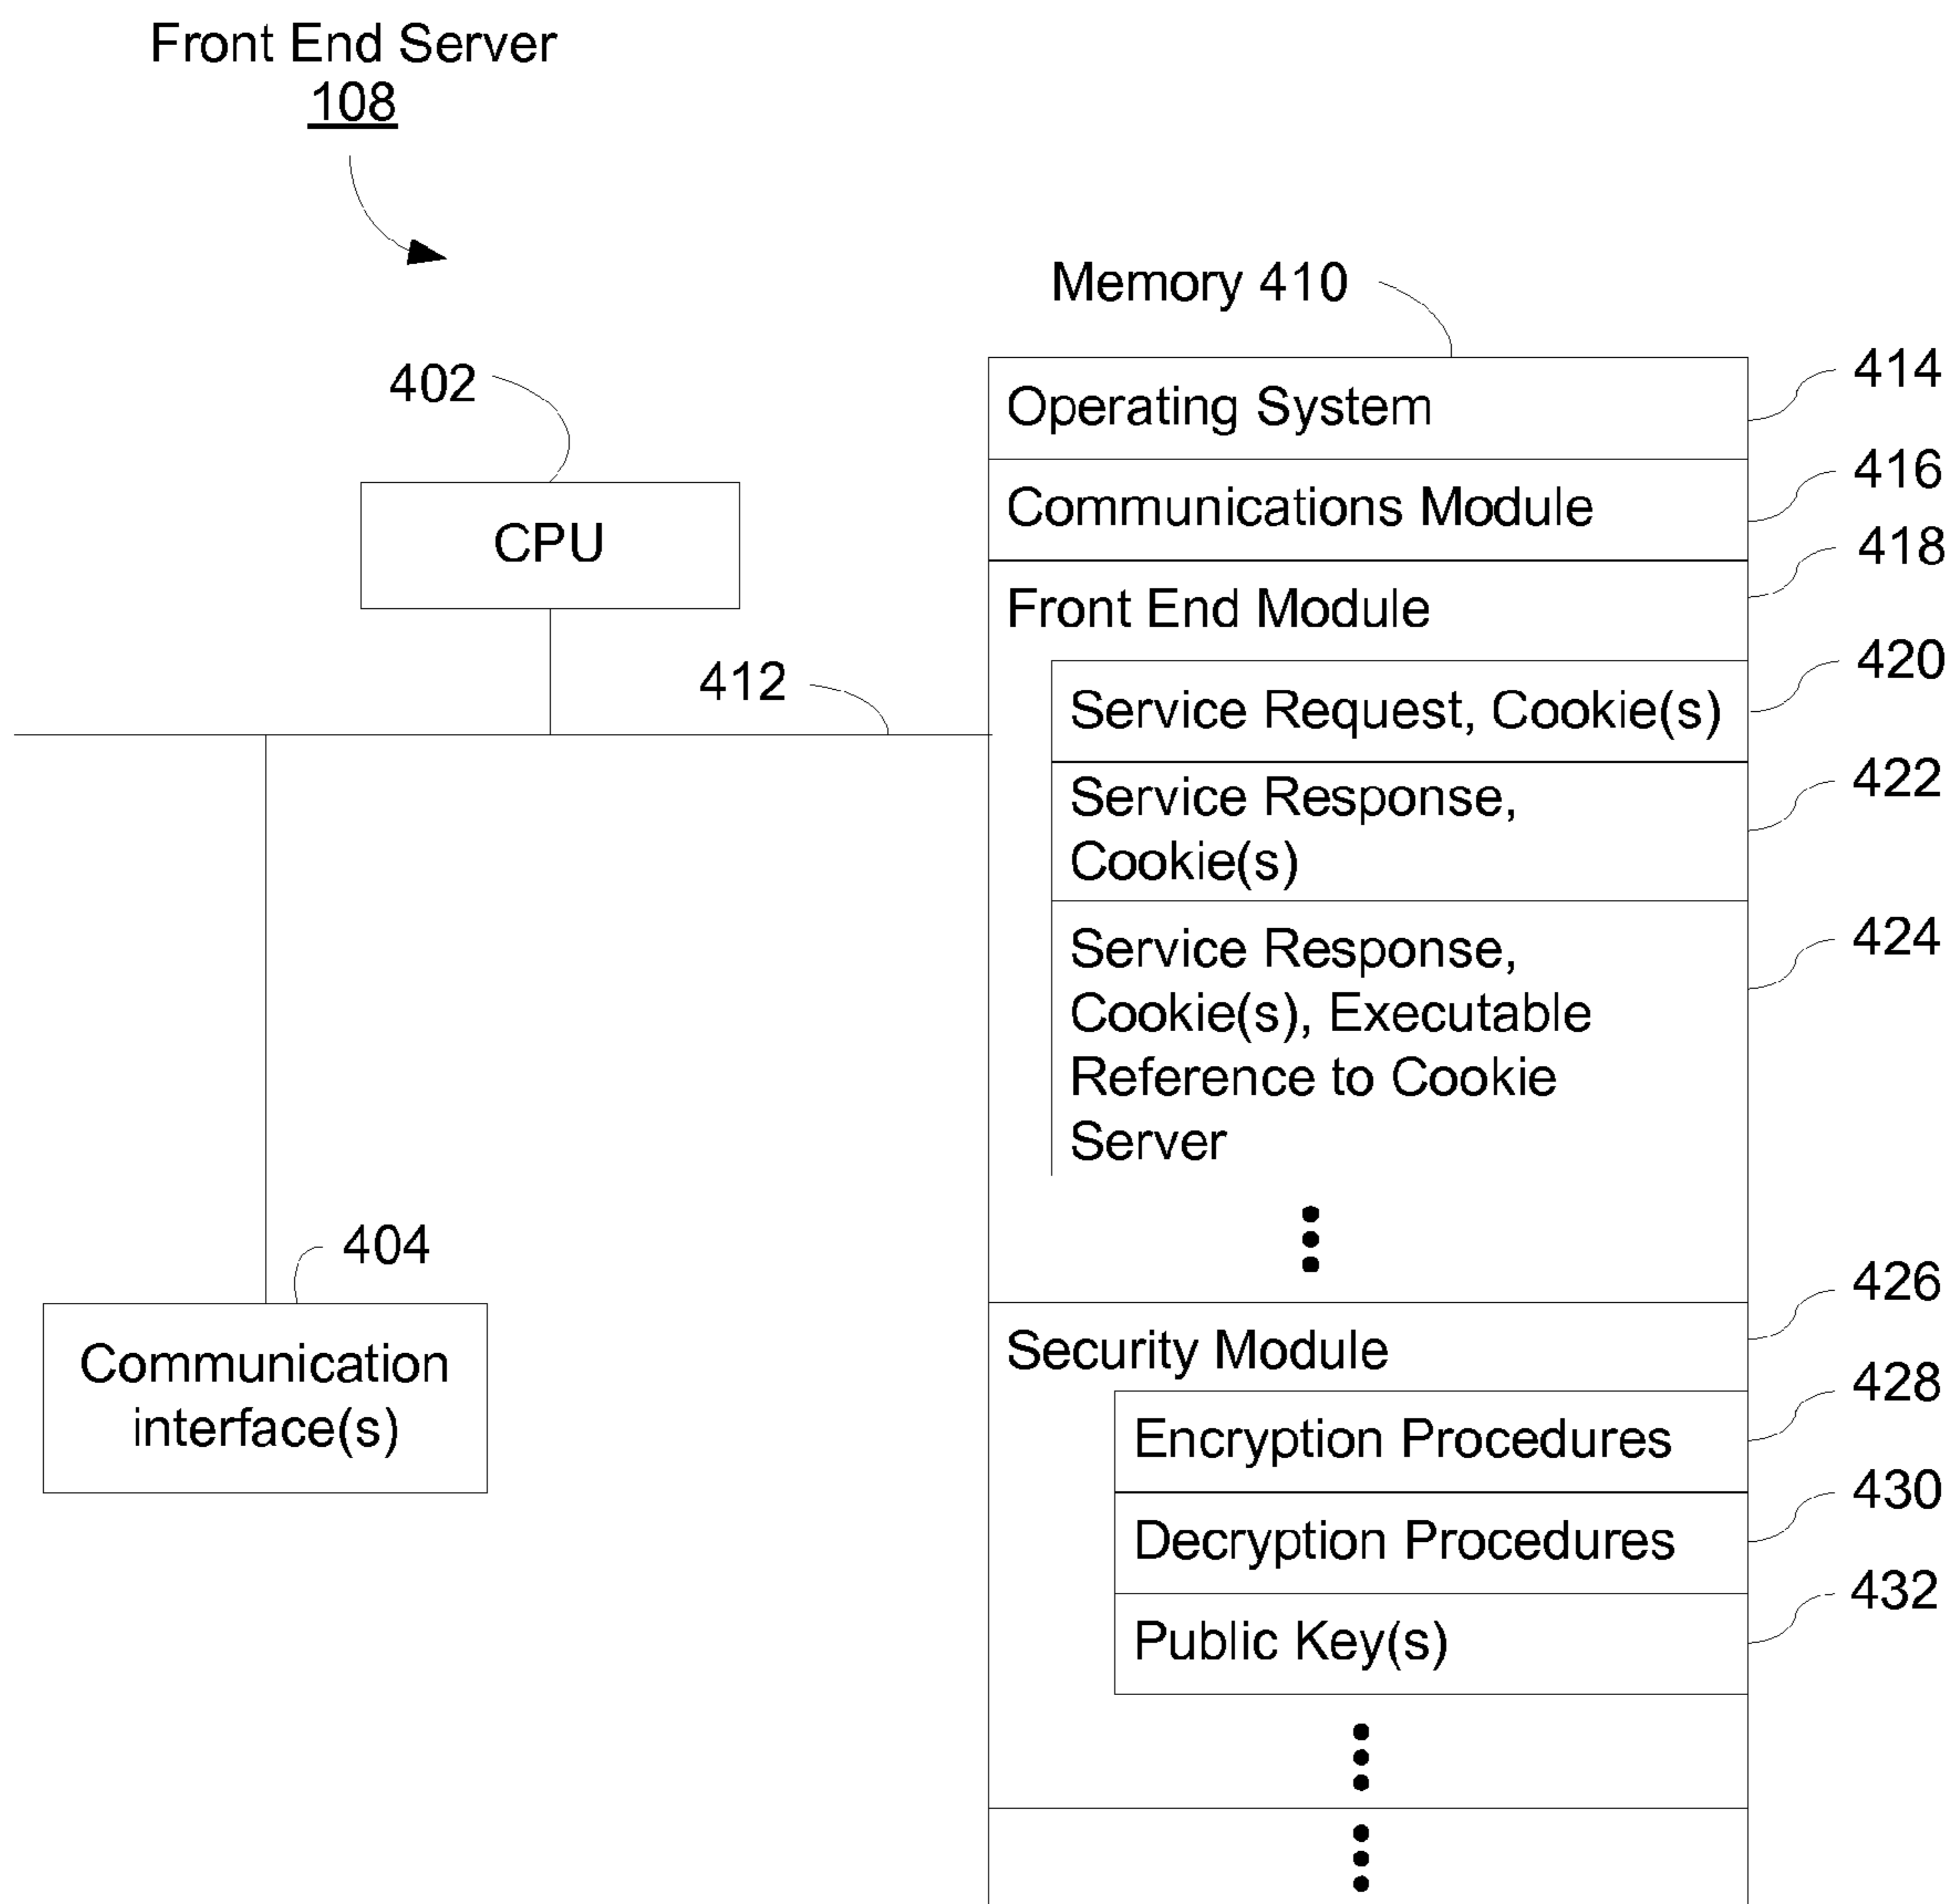 Front End Server
108
Memory 410
402
414
Operating System
416
Communications Module
CPU
418
Front End Module
412
420
Service Request, Cookie(s)
422
Service Response,
Cookie(s)
424
Service Response,
Cookie(s), Executable
Reference to Cookie
Server
404
426
Communication
interface(s)
Security Module
428
Encryption Procedures
430
Decryption Procedures
432
Public Key(s)